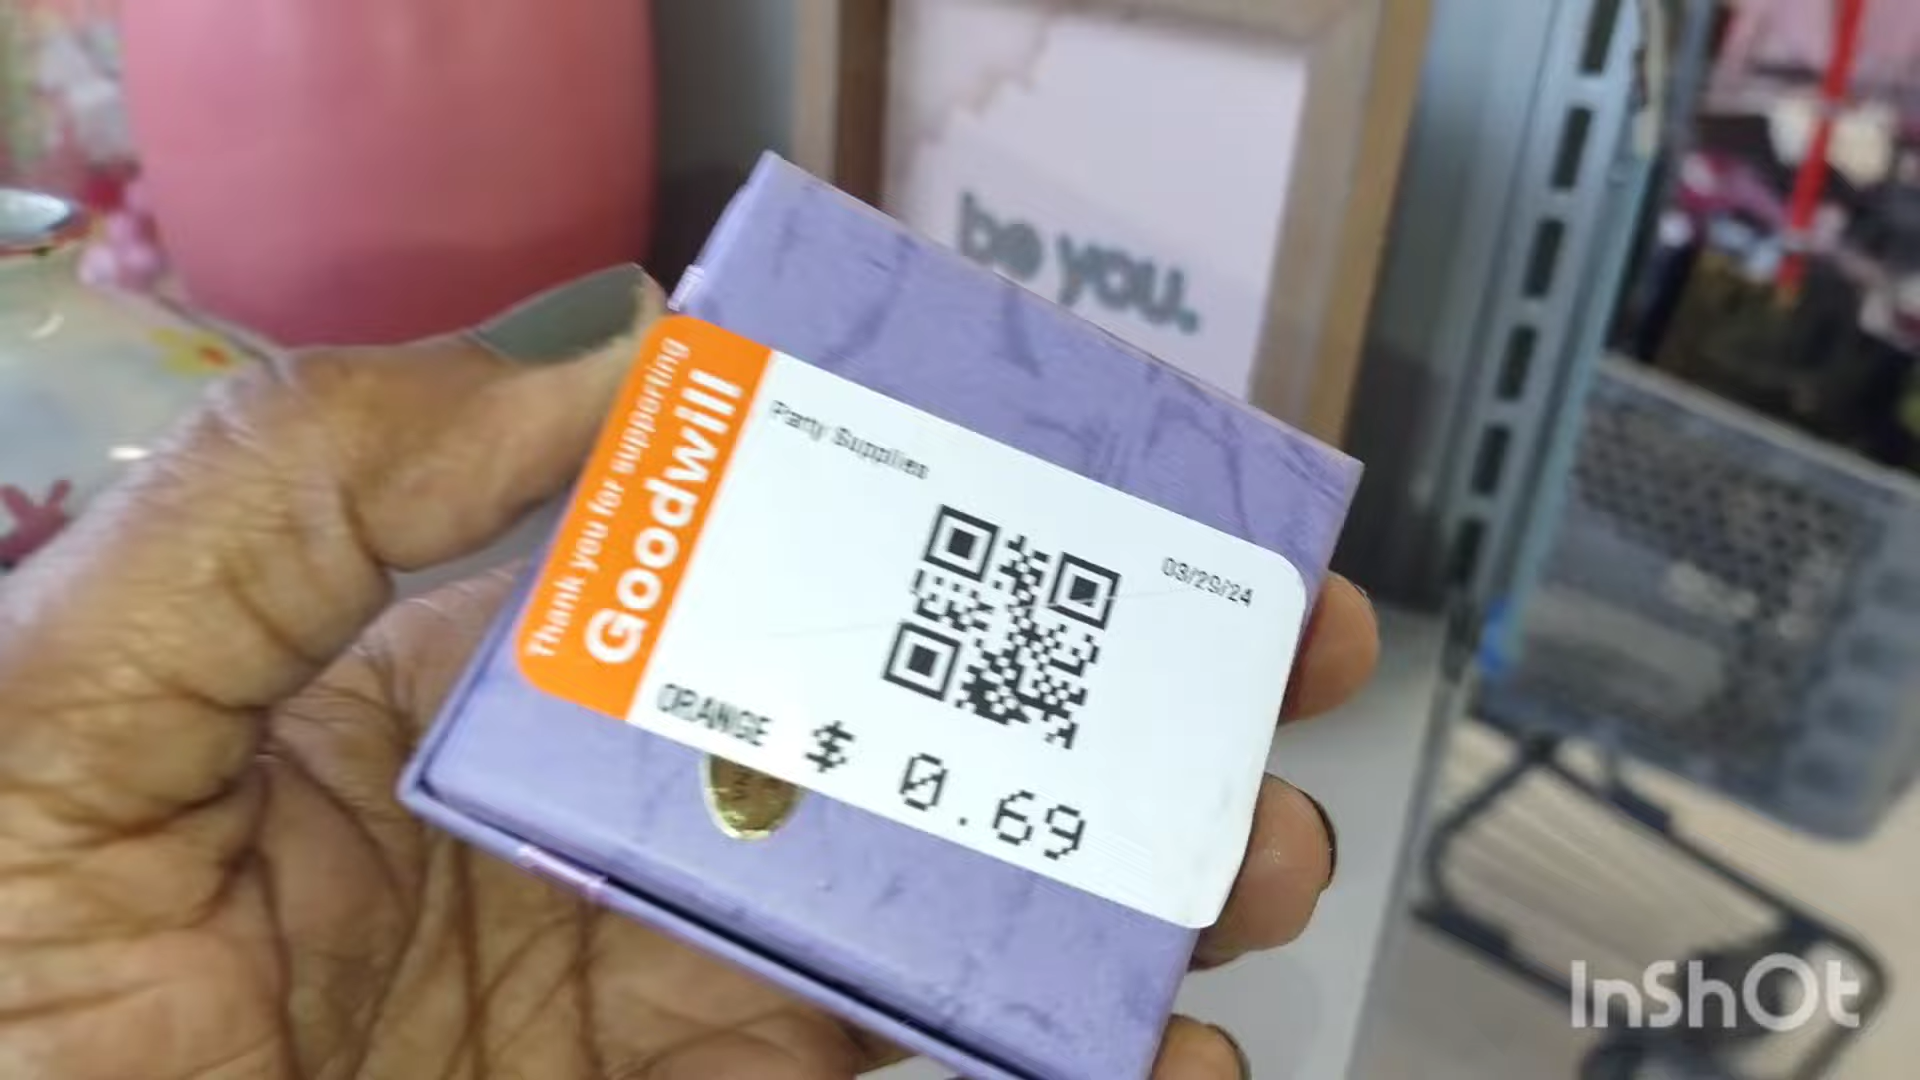 be you.
Thank you for supporting
Goodwill
Party Supplies
03/29/24
ORANGE $ 0.69
InShOt